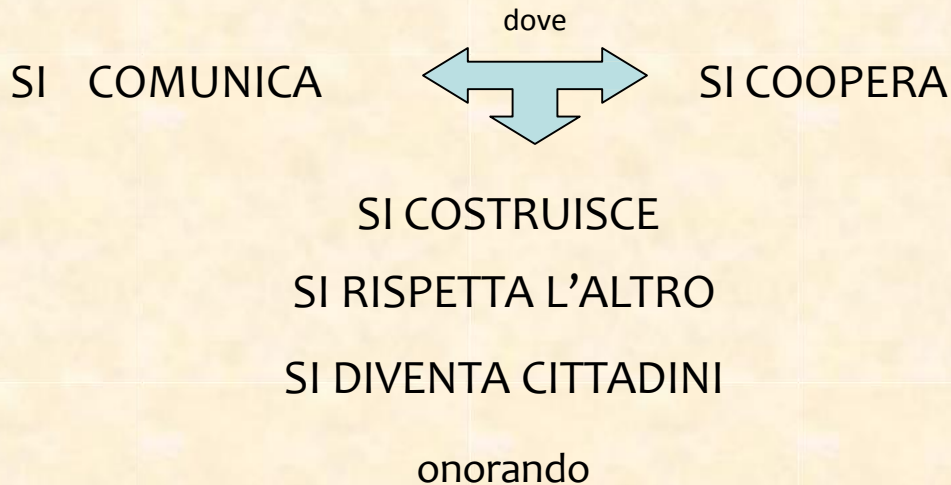 dove
SI COMUNICA SI COOPERA
SI COSTRUISCE
SI RISPETTA L’ALTRO
SI DIVENTA CITTADINI
onorando